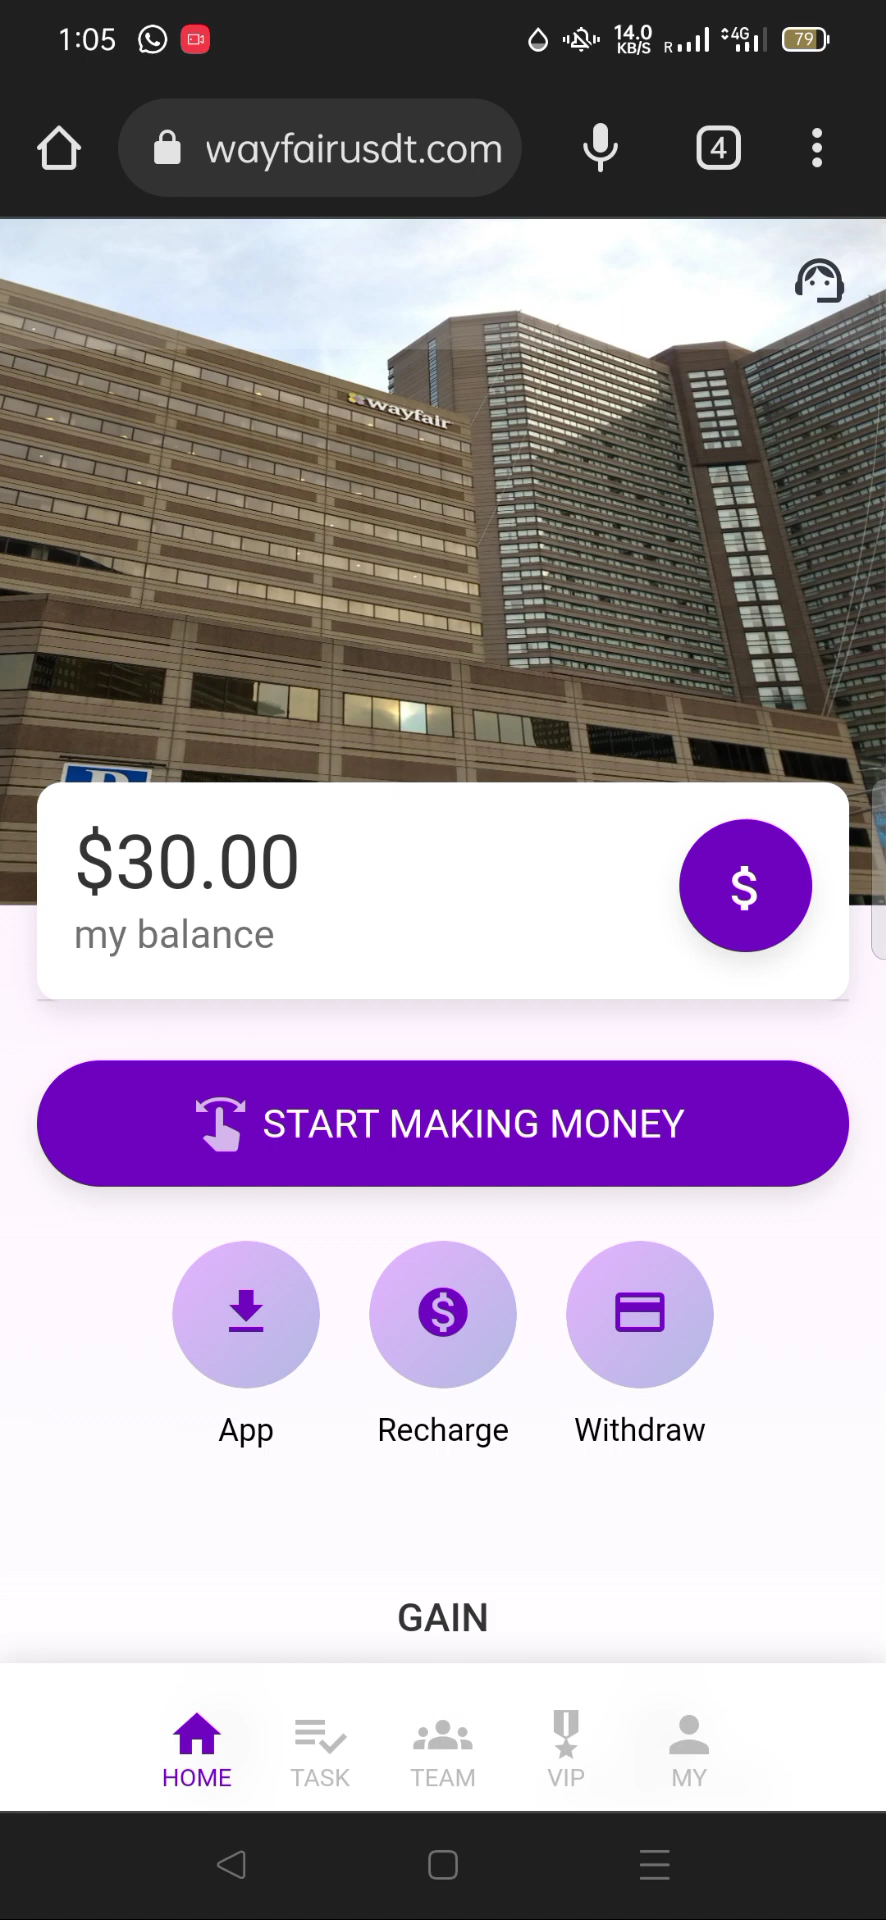 1:05
14.0
KB/S
R
4G
79
wayfairusdt.com
4
wayfair
$30.00
my balance
$
START MAKING MONEY
$
App
Recharge
Withdraw
GAIN
HOME
TASK
TEAM
VIP
MY